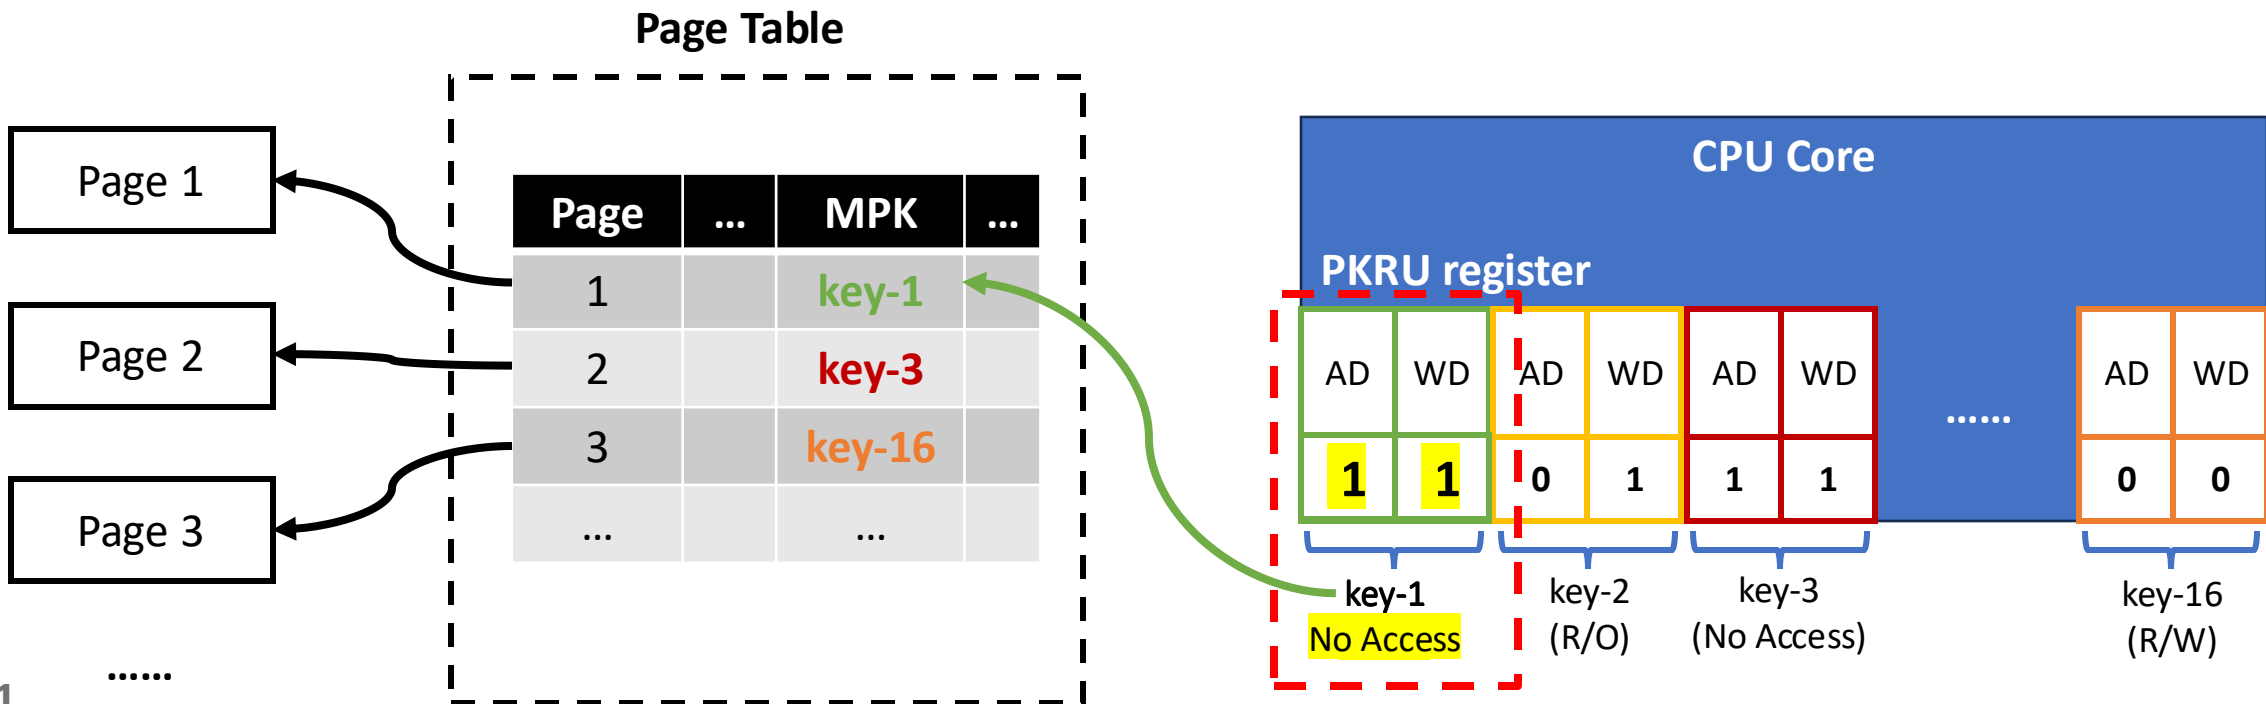 Page Table
Page 1
Page 2
Page 3
......
Page ... MPK ...
1 key-1
2 key-3
3 key-16
... ...
CPU Core
PKRU register
AD WD AD WD AD WD ...... AD WD
1 1 0 1 1 1 0 0
key-1
No Access
key-2
(R/O)
key-3
(No Access)
key-16
(R/W)